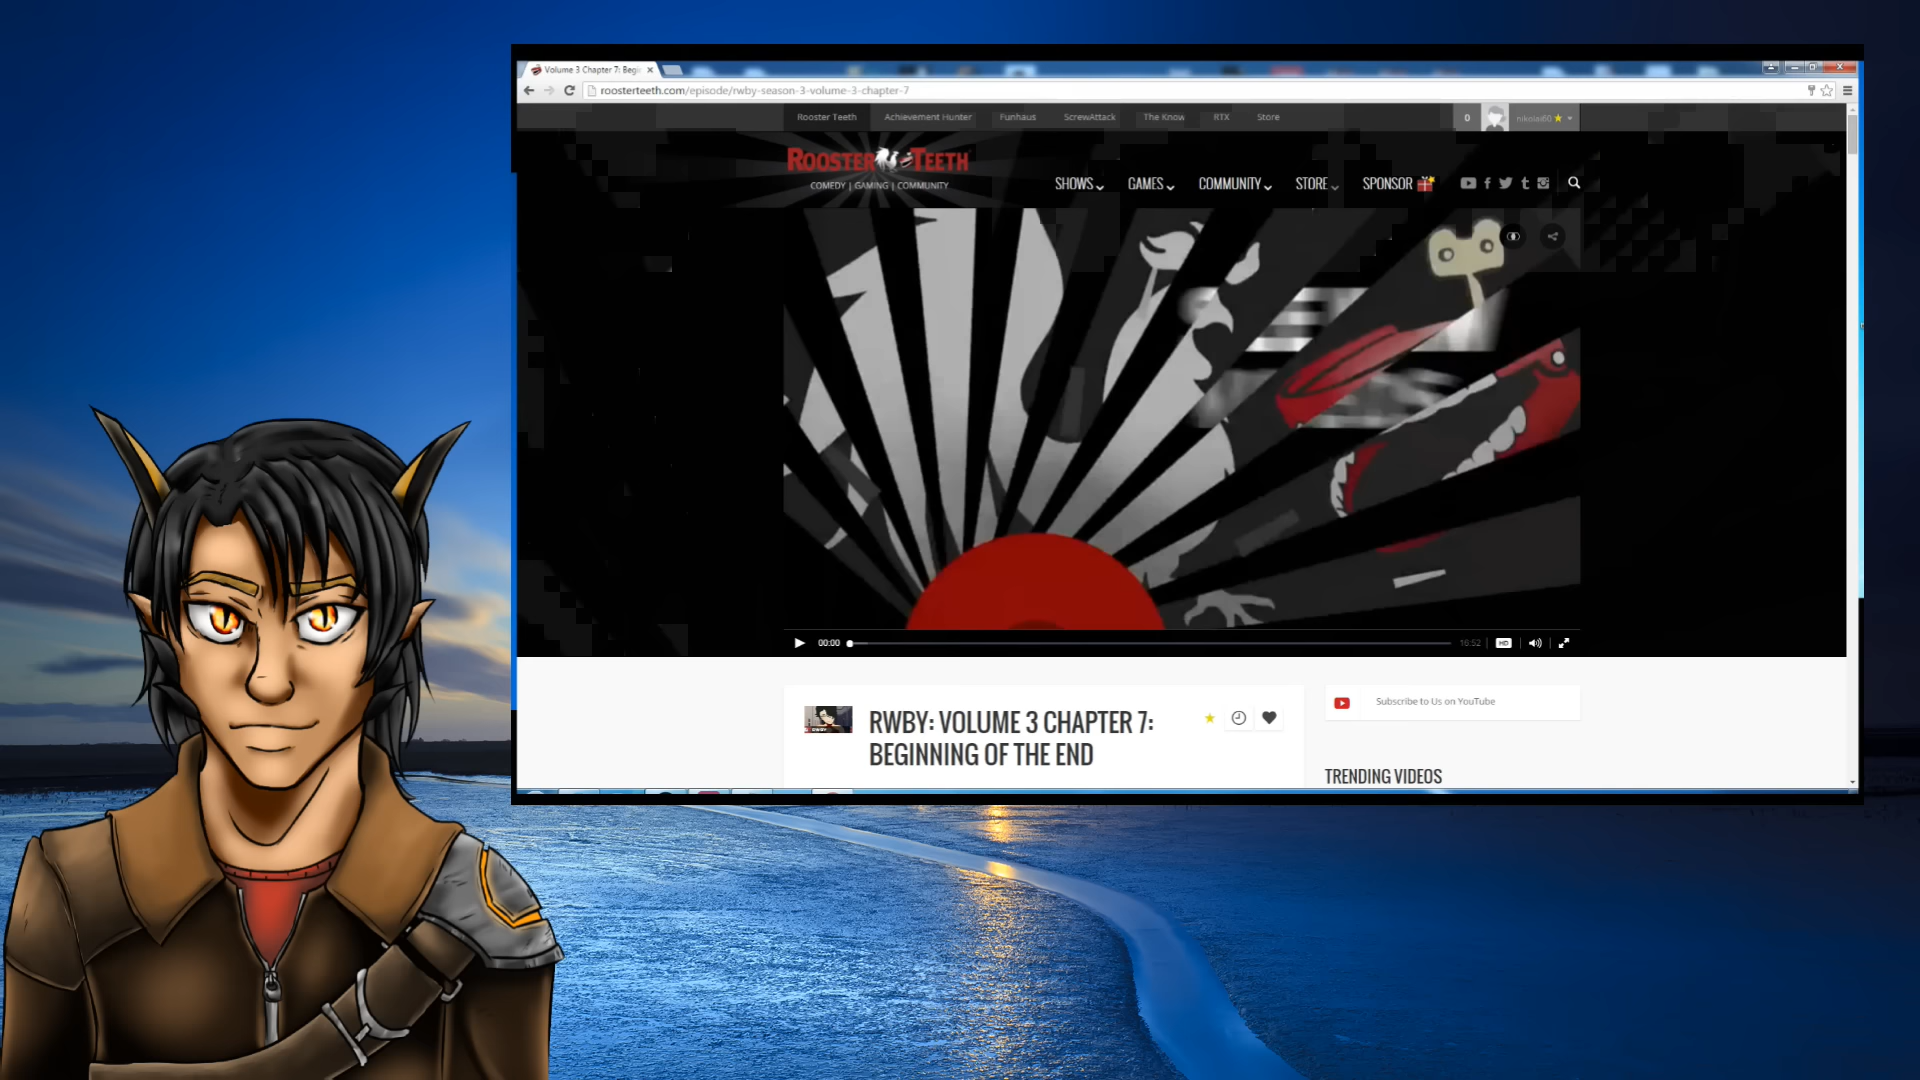 Volume 3 Chapter 7: Begi
roosterteeth.com/episode/rwby-season-3-volume-3-chapter-7
Rooster Teeth Achievement Hunter Funhaus ScrewAttack The Know RTX Store 0 nikolai60
ROOSTER TEETH
COMEDY | GAMING | COMMUNITY
SHOWS GAMES COMMUNITY STORE SPONSOR
00:00 16:52 HD
RWBY: VOLUME 3 CHAPTER 7:
BEGINNING OF THE END
Subscribe to Us on YouTube
TRENDING VIDEOS